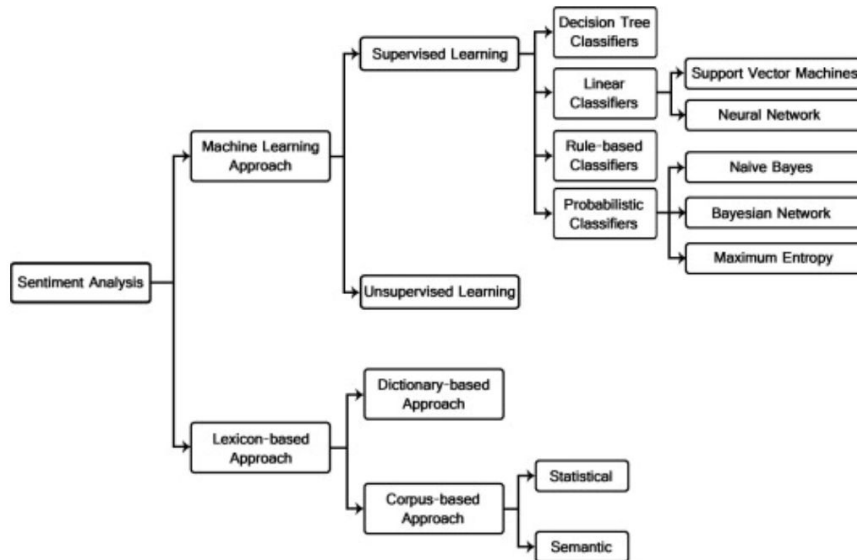 Decision Tree
Classifiers
Supervised Learning
Linear
Classifiers
Support Vector Machines
Neural Network
Machine Learning
Approach
Rule-based
Classifiers
Naive Bayes
Probabilistic
Classifiers
Bayesian Network
Maximum Entropy
Sentiment Analysis
Unsupervised Learning
Dictionary-based
Approach
Lexicon-based
Approach
Statistical
Corpus-based
Approach
Semantic